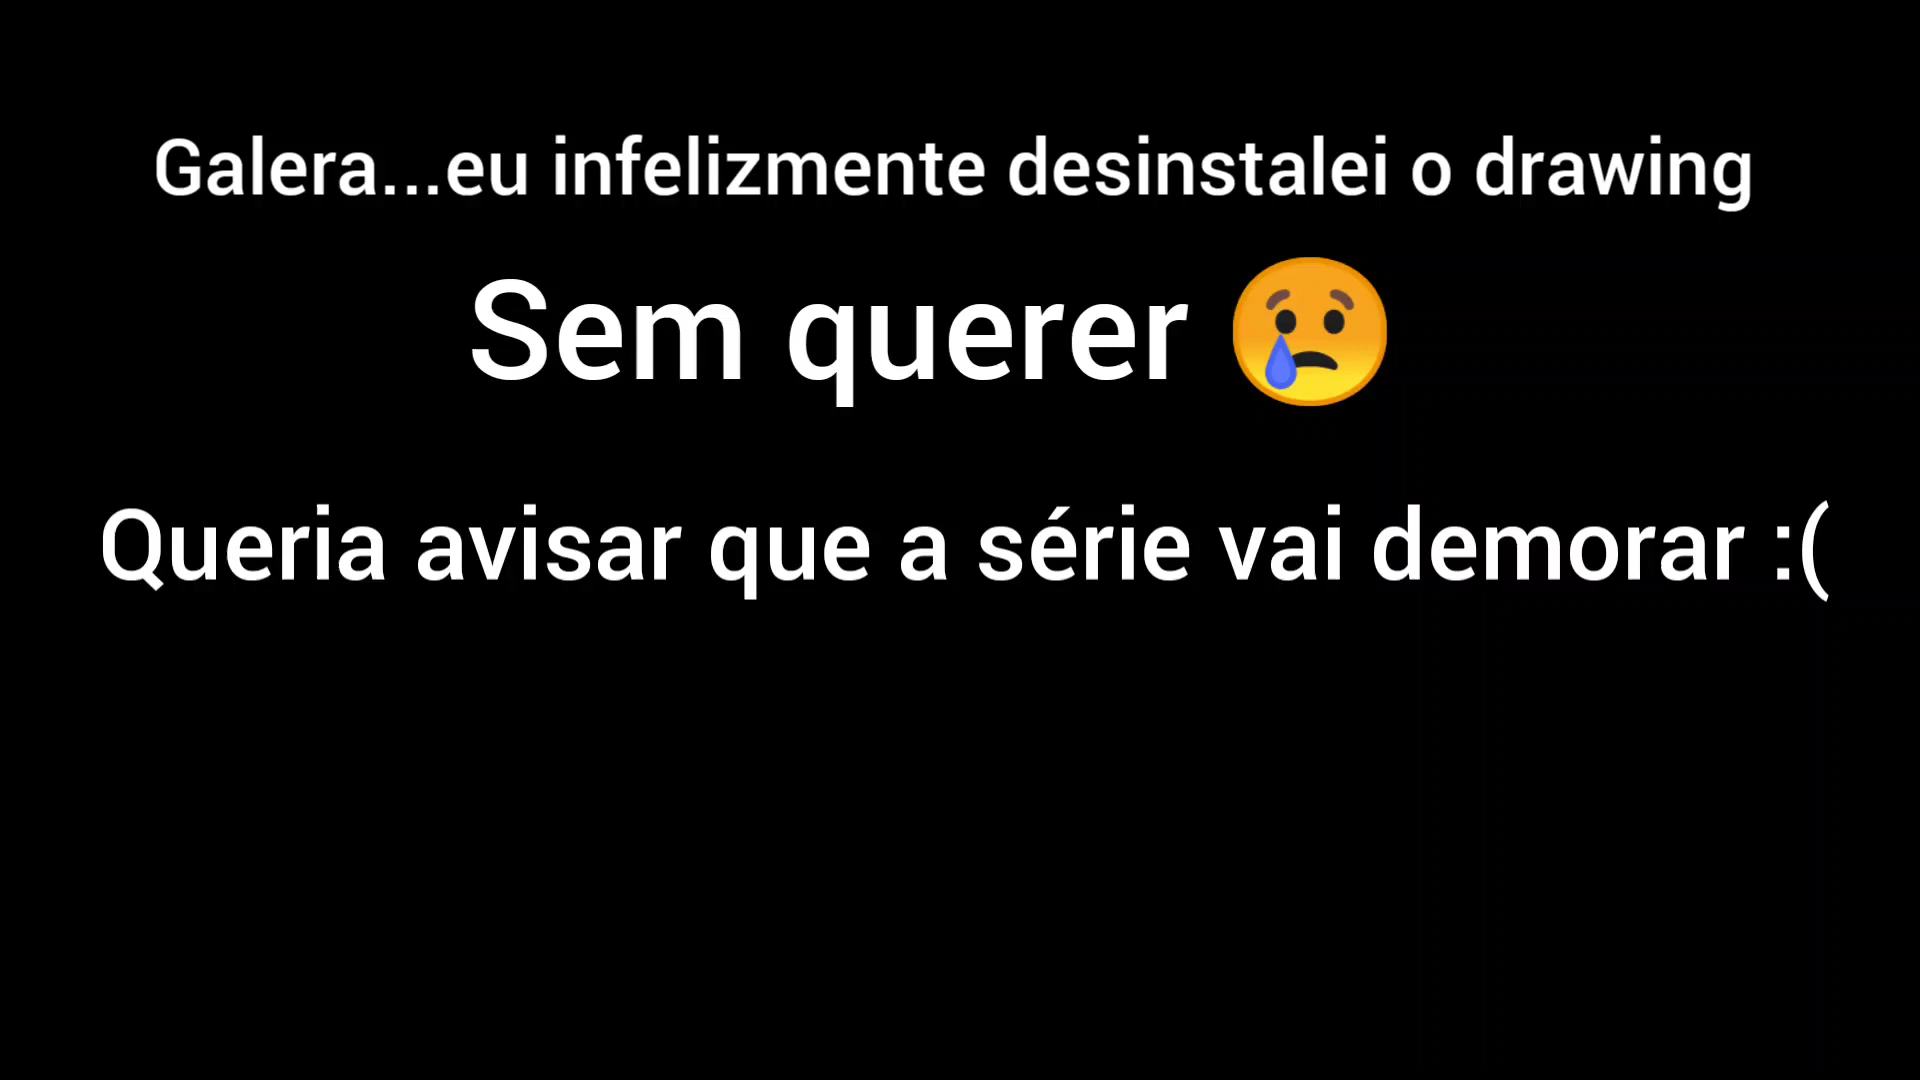 Galera...eu infelizmente desinstalei o drawing
Sem querer 😢
Queria avisar que a série vai demorar :(